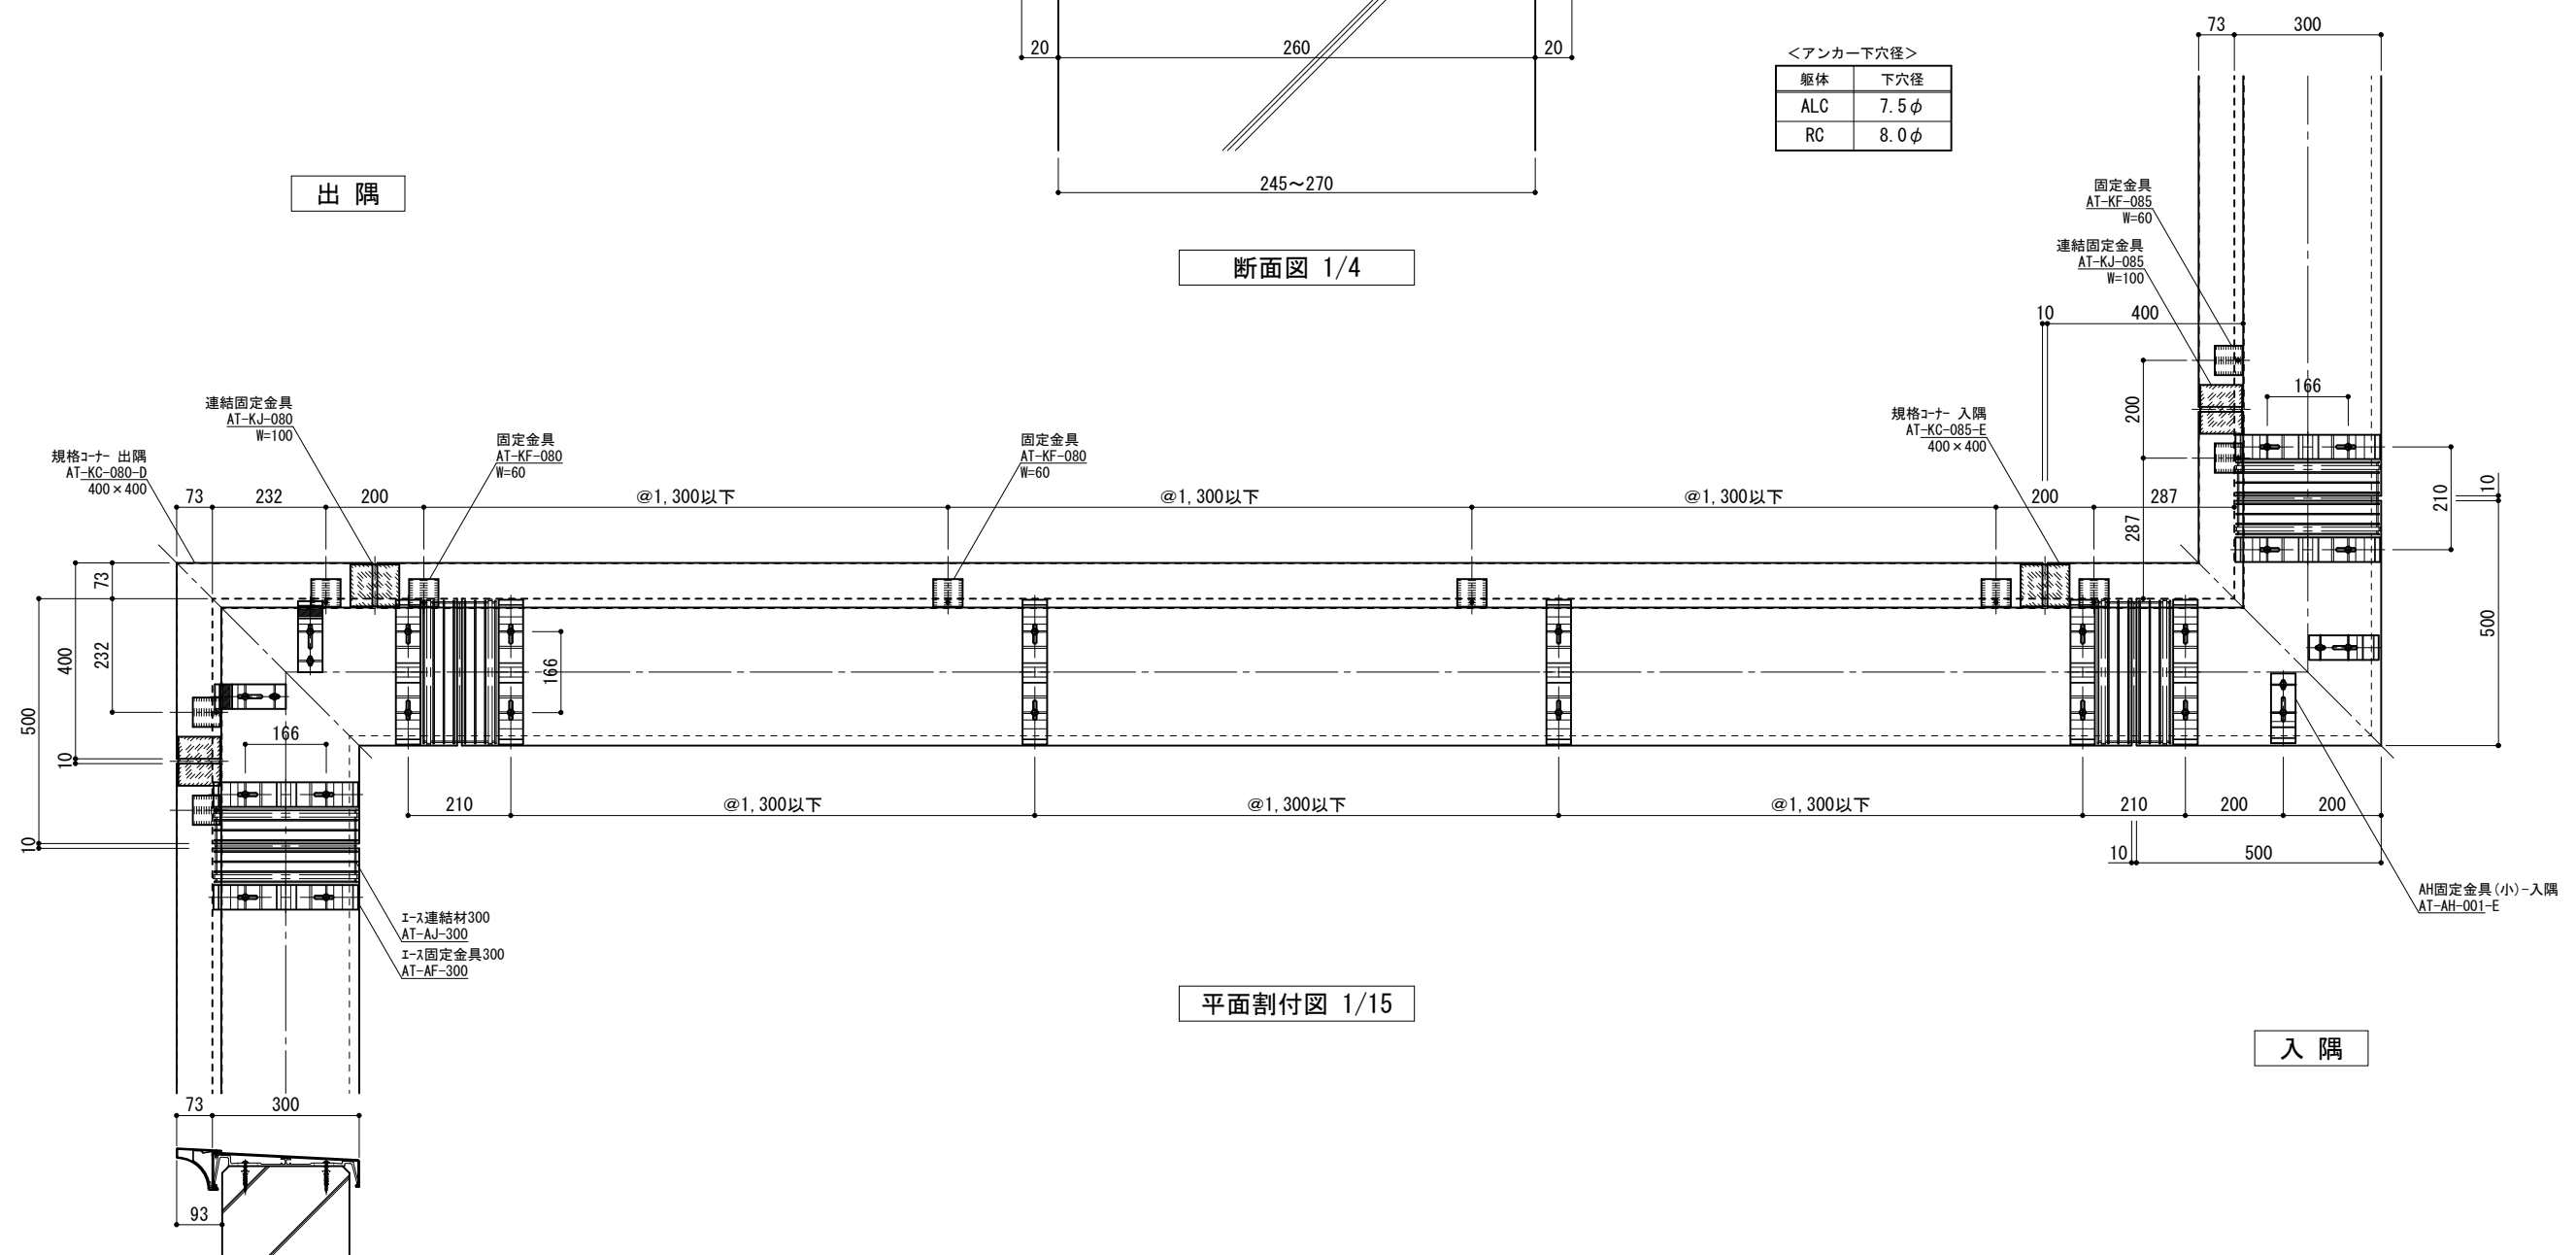 20
260
20
245～270
<アンカー下穴径>
躯体 下穴径
ALC 7.5φ
RC 8.0φ
73
300
出 隅
断面図 1/4
固定金具
AT-KF-085
W=60
連結固定金具
AT-KJ-085
W=100
10
400
200
287
166
210
10
500
規格ｺｰﾅｰ 入隅
AT-KC-085-E
400×400
連結固定金具
AT-KJ-080
W=100
固定金具
AT-KF-080
W=60
固定金具
AT-KF-080
W=60
規格ｺｰﾅｰ 出隅
AT-KC-080-D
400×400
73
232
200
@1,300以下
@1,300以下
@1,300以下
200
287
73
232
400
10
500
10
166
166
210
@1,300以下
@1,300以下
@1,300以下
210
200
200
10
500
AH固定金具(小)-入隅
AT-AH-001-E
ｴｰｽ連結材300
AT-AJ-300
ｴｰｽ固定金具300
AT-AF-300
平面割付図 1/15
入 隅
73
300
93